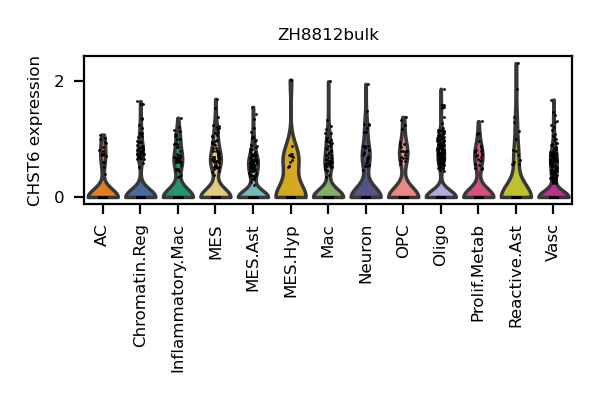 ZH8812bulk
CHST6 expression
2
0
AC
Chromatin.Reg
Inflammatory.Mac
MES
MES.Ast
MES.Hyp
Mac
Neuron
OPC
Oligo
Prolif.Metab
Reactive.Ast
Vasc